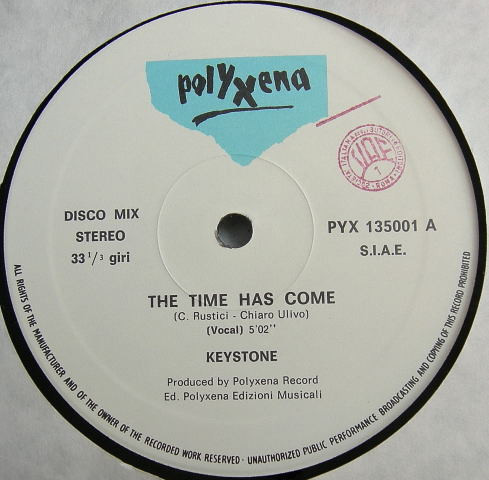 polyxena
DISCO MIX
STEREO
33 1/3 giri
PYX 135001 A
S.I.A.E.
THE TIME HAS COME
(C. Rustici - Chiaro Ulivo)
(Vocal) 5'02"
KEYSTONE
Produced by Polyxena Record
Ed. Polyxena Edizioni Musicali
ALL RIGHTS OF THE MANUFACTURER AND OF THE OWNER OF THE RECORDED WORK RESERVED - UNAUTHORIZED PUBLIC PERFORMANCE BROADCASTING AND COPYING OF THIS RECORD PROHIBITED